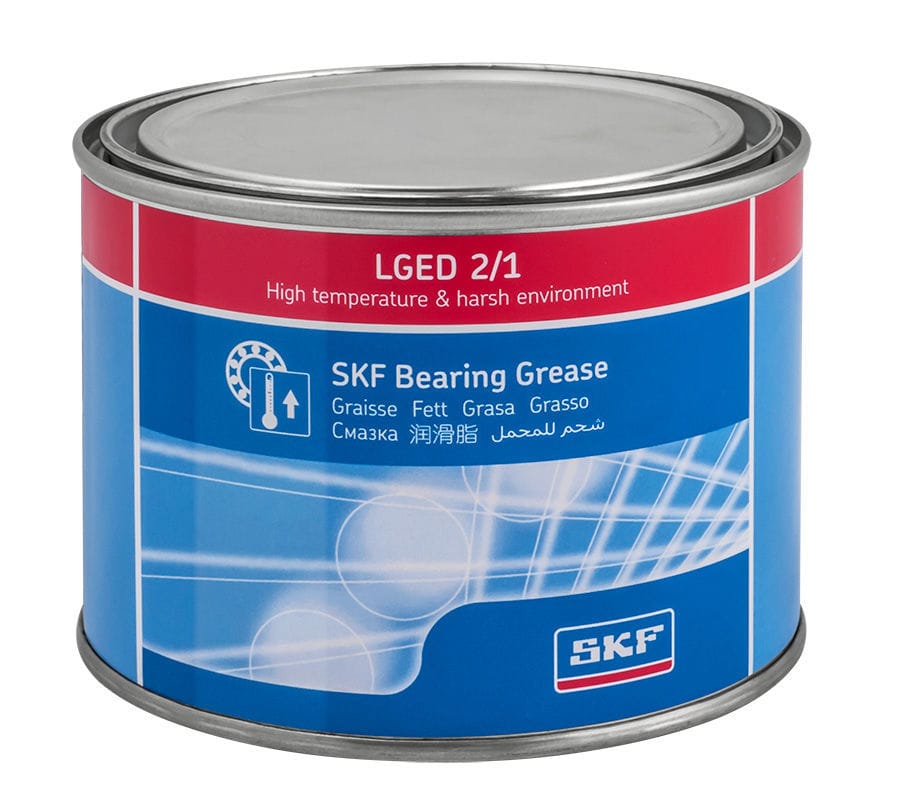 LGED 2/1
High temperature & harsh environment
SKF Bearing Grease
Graisse Fett Grasa Grasso
Смазка 润滑脂 شحم للمحمل
SKF